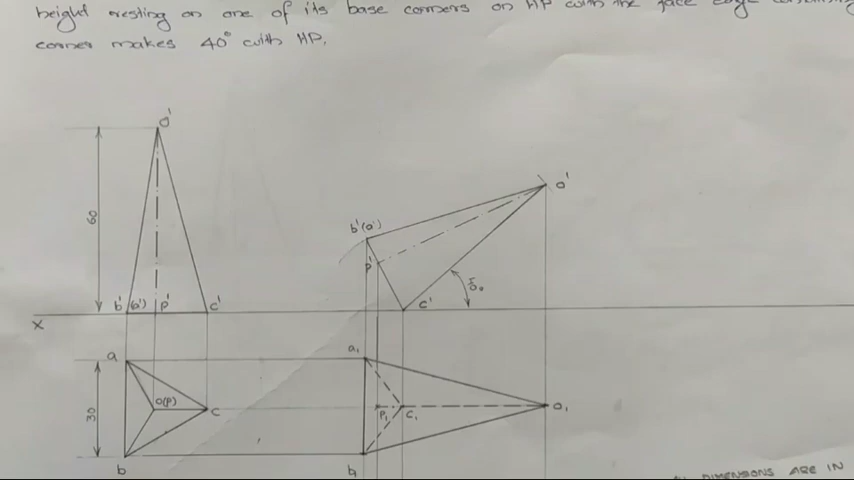 height resting on one of its base corners on HP with the face edge
corner makes 40° with HP.
o'
60
b' (a') p' c'
X
b'(a')
o'
p'
c'
40°
a
o(p)
c
30
b
a₁
p₁ c₁
o₁
b₁
DIMENSIONS ARE IN